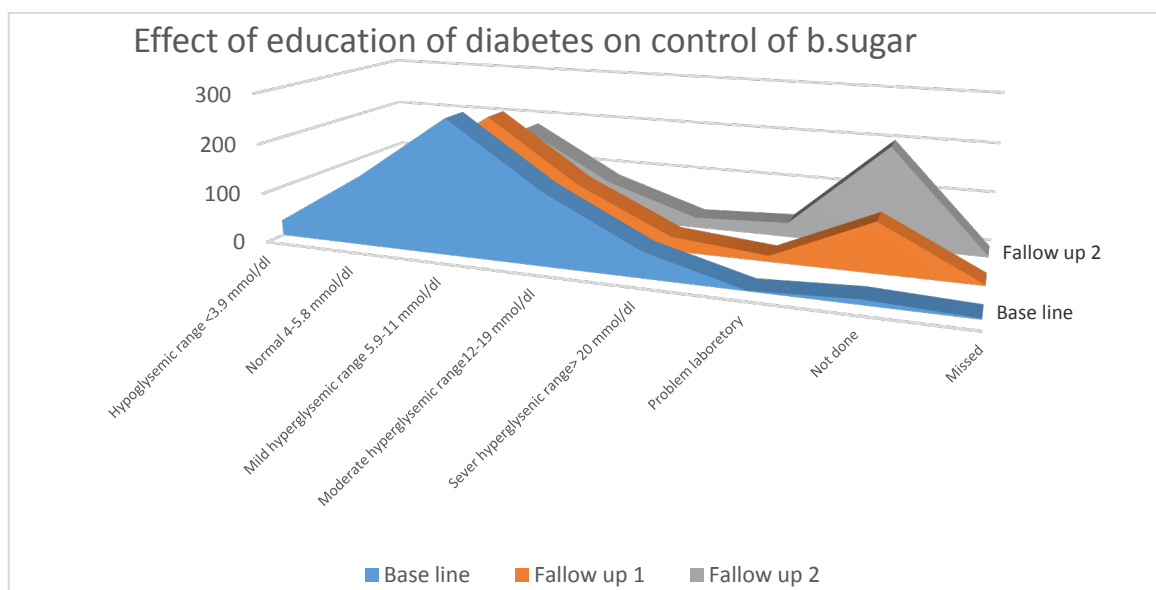 Effect of education of diabetes on control of b.sugar
300
200
100
0
Hypoglysemic range <3.9 mmol/dl
Normal 4-5.8 mmol/dl
Mild hyperglysemic range 5.9-11 mmol/dl
Moderate hyperglysemic range12-19 mmol/dl
Sever hyperglysenic range> 20 mmol/dl
Problem laboretory
Not done
Missed
Fallow up 2
Base line
Base line
Fallow up 1
Fallow up 2